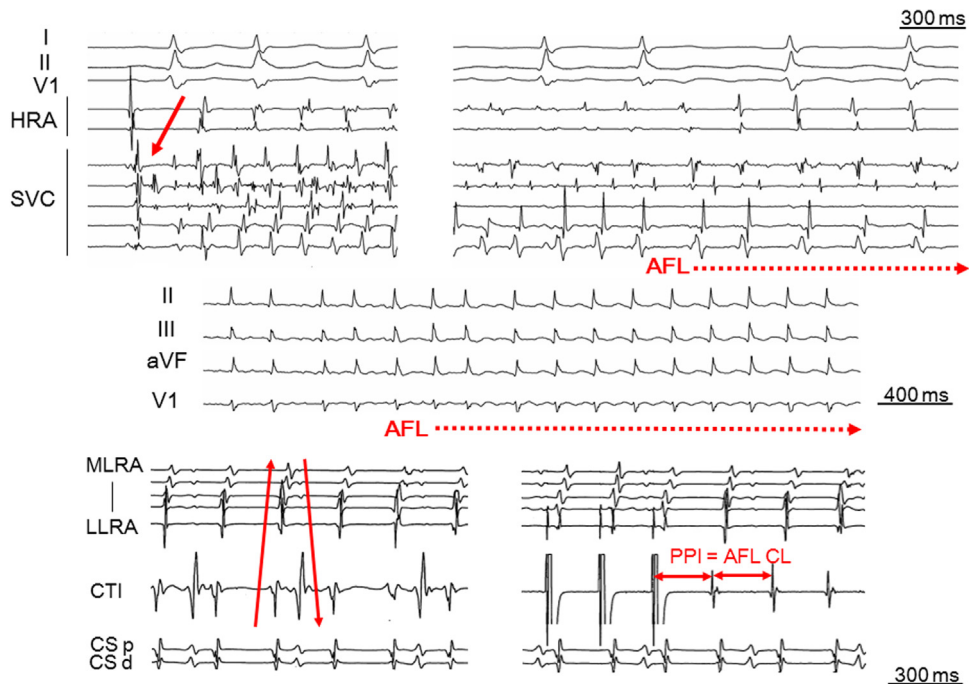 300 ms
I
II
V1
HRA
SVC
AFL
II
III
aVF
V1
400 ms
AFL
MLRA
LLRA
PPI = AFL CL
CTI
CS p
CS d
300 ms